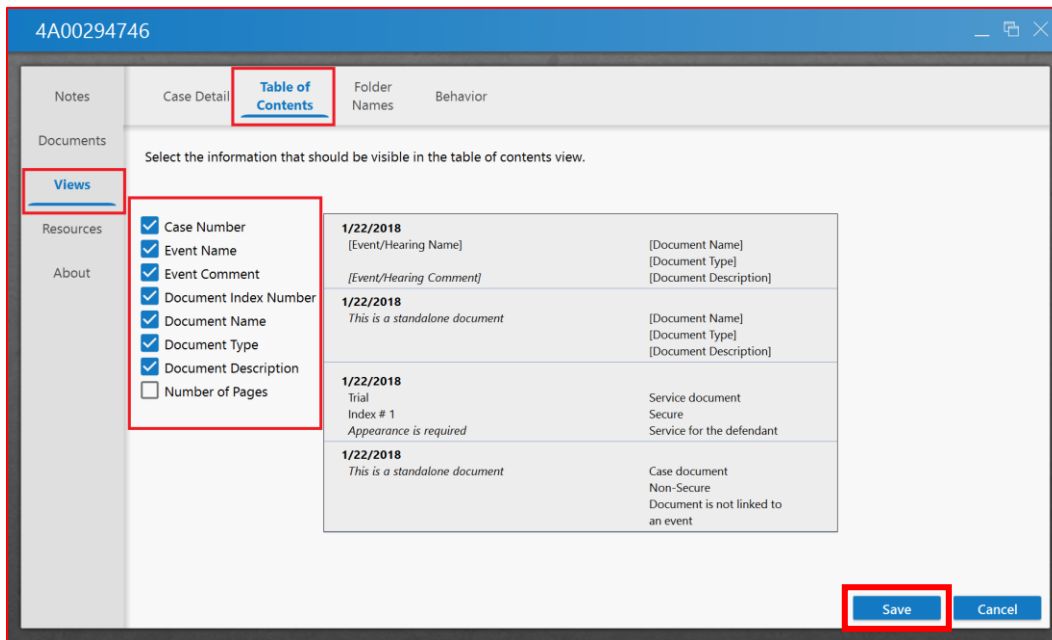 4A00294746
Notes
Documents
Views
Resources
About
Case Detail
Table of
Contents
Folder
Names
Behavior
Select the information that should be visible in the table of contents view.
Case Number
Event Name
Event Comment
Document Index Number
Document Name
Document Type
Document Description
Number of Pages
1/22/2018
[Event/Hearing Name] [Document Name]
[Document Type]
[Event/Hearing Comment] [Document Description]
1/22/2018
This is a standalone document [Document Name]
[Document Type]
[Document Description]
1/22/2018
Trial Service document
Index # 1 Secure
Appearance is required Service for the defendant
1/22/2018
This is a standalone document Case document
Non-Secure
Document is not linked to
an event
Save Cancel